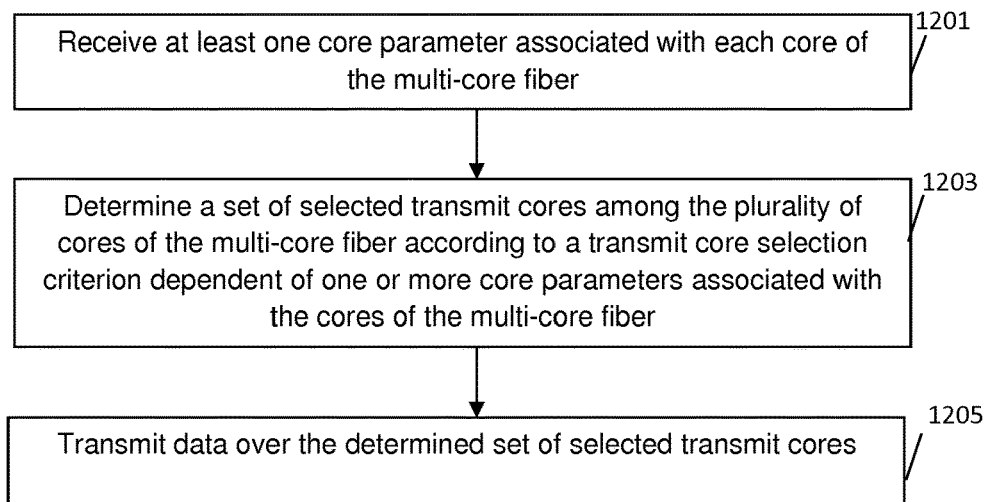 1201
Receive at least one core parameter associated with each core of
the multi-core fiber
1203
Determine a set of selected transmit cores among the plurality of
cores of the multi-core fiber according to a transmit core selection
criterion dependent of one or more core parameters associated with
the cores of the multi-core fiber
1205
Transmit data over the determined set of selected transmit cores